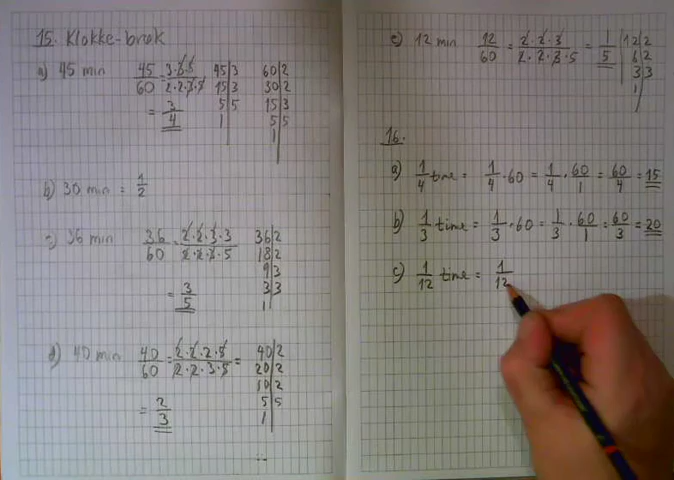 15. Klokke-brøk
a) 45 min 45/60 = 3·3·5/2·2·3·5 = 3/4
45|3
15|3
5|5
1|
60|2
30|2
15|3
5|5
1|
b) 30 min = 1/2
c) 36 min 36/60 = 2·2·3·3/2·2·3·5 = 3/5
36|2
18|2
9|3
3|3
1|
d) 40 min 40/60 = 2·2·2·5/2·2·3·5 = = 2/3
40|2
20|2
10|2
5|5
1|
e) 12 min 12/60 = 2·2·3/2·2·3·5 = 1/5
12|2
6|2
3|3
1|
16.
a) 1/4 time = 1/4 · 60 = 1/4 · 60/1 = 60/4 = 15
b) 1/3 time = 1/3 · 60 = 1/3 · 60/1 = 60/3 = 20
c) 1/12 time = 1/12